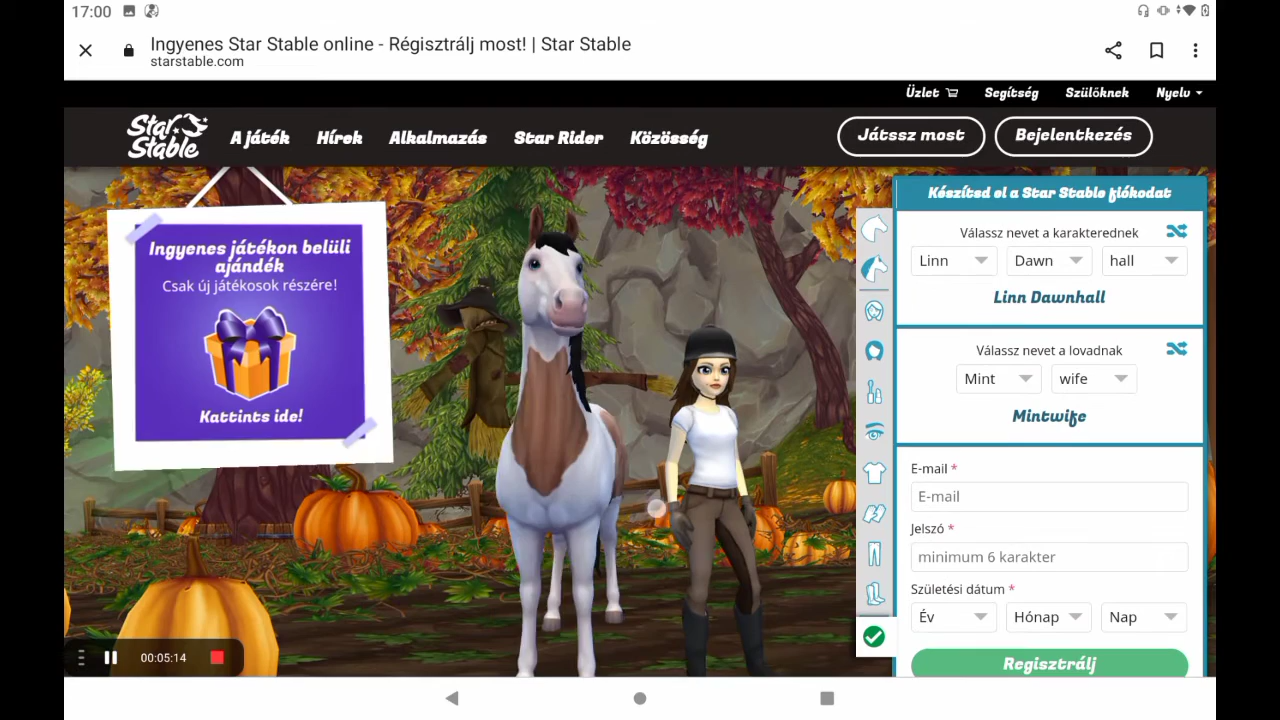 17:00
Ingyenes Star Stable online - Régisztrálj most! | Star Stable
starstable.com
Üzlet
Segítség
Szülőknek
Nyelv
Star Stable
A játék
Hírek
Alkalmazás
Star Rider
Közösség
Játssz most
Bejelentkezés
Ingyenes játékon belüli
ajándék
Csak új játékosok részére!
Kattints ide!
Készítsd el a Star Stable fiókodat
Válassz nevet a karakterednek
Linn
Dawn
hall
Linn Dawnhall
Válassz nevet a lovadnak
Mint
wife
Mintwife
E-mail *
E-mail
Jelszó *
minimum 6 karakter
Születési dátum *
Év
Hónap
Nap
Regisztrálj
00:05:14